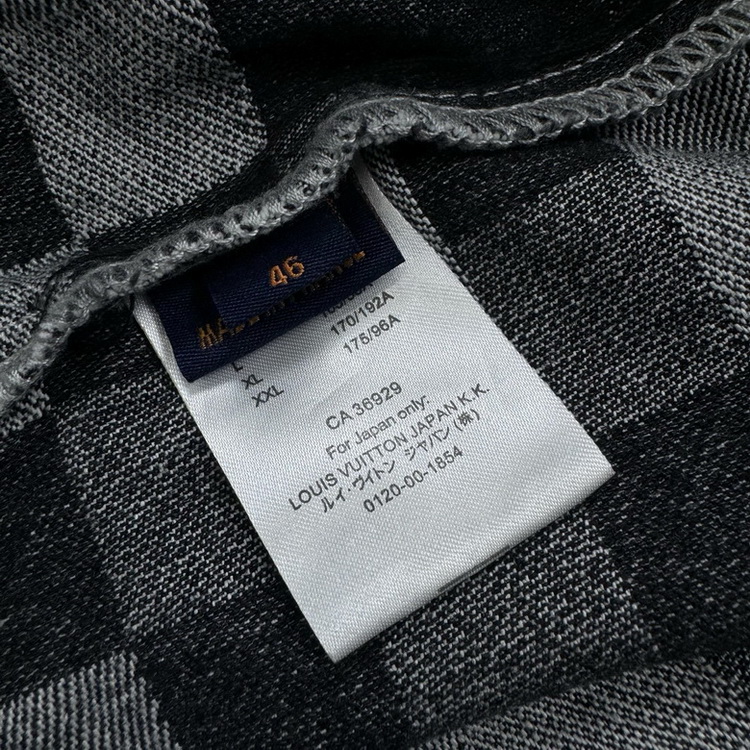 46
L
XL 170/192A
XXL 175/96A
CA 36929
For Japan only:
LOUIS VUITTON JAPAN K.K.
ルイ・ヴィトン ジャパン (株)
0120-00-1854